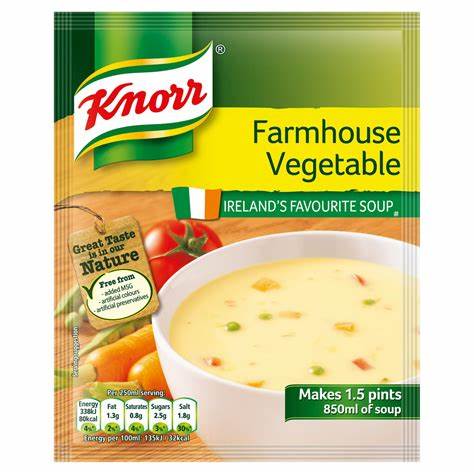 Knorr
®
Farmhouse
Vegetable
IRELAND'S FAVOURITE SOUP #
Great Taste
is in our
Nature
Free from
- added MSG
- artificial colours
- artificial preservatives
Serving suggestion
Makes 1.5 pints
850ml of soup
Per 250ml serving:
Energy Fat Saturates Sugars Salt
338kJ 1.3g 0.8g 2.5g 1.8g
80kcal
4% 2% 4% 3% 30%
Energy per 100ml: 135kJ/32kcal